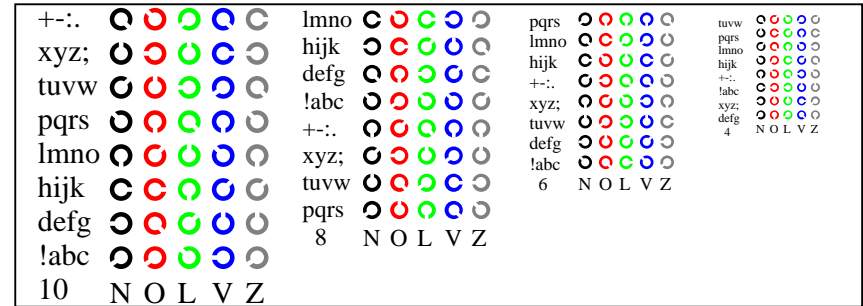 +-:.
xyz;
tuvw
pqrs
lmno
hijk
defg
!abc
10 N O L V Z
lmno
hijk
defg
!abc
+-:.
xyz;
tuvw
pqrs
8 N O L V Z
pqrs
lmno
hijk
+-:.
xyz;
tuvw
defg
!abc
6 N O L V Z
tuvw
pqrs
lmno
hijk
+-:.
!abc
xyz;
defg
4 N O L V Z